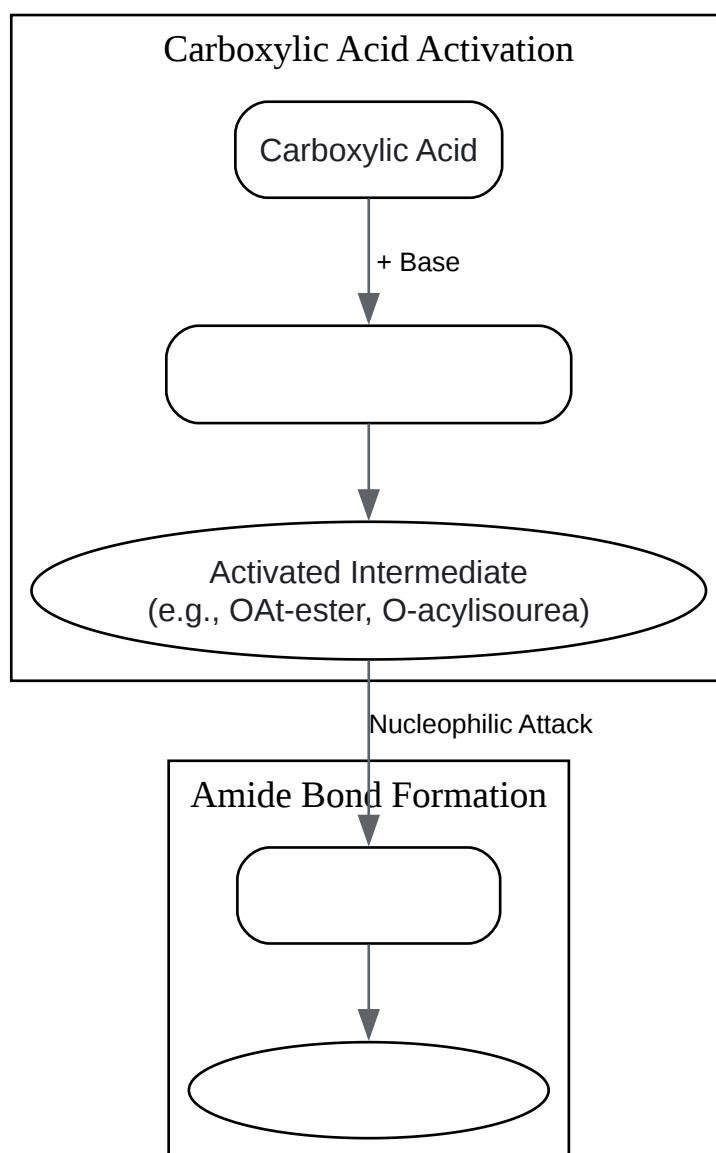 Carboxylic Acid Activation
Carboxylic Acid
+ Base
Activated Intermediate
(e.g., OAt-ester, O-acylisourea)
Nucleophilic Attack
Amide Bond Formation